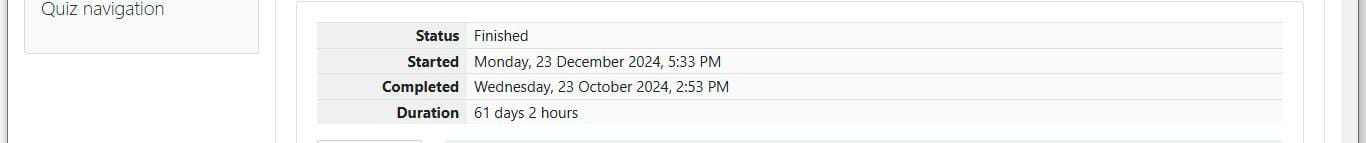 Quiz navigation
Status Finished
Started Monday, 23 December 2024, 5:33 PM
Completed Wednesday, 23 October 2024, 2:53 PM
Duration 61 days 2 hours